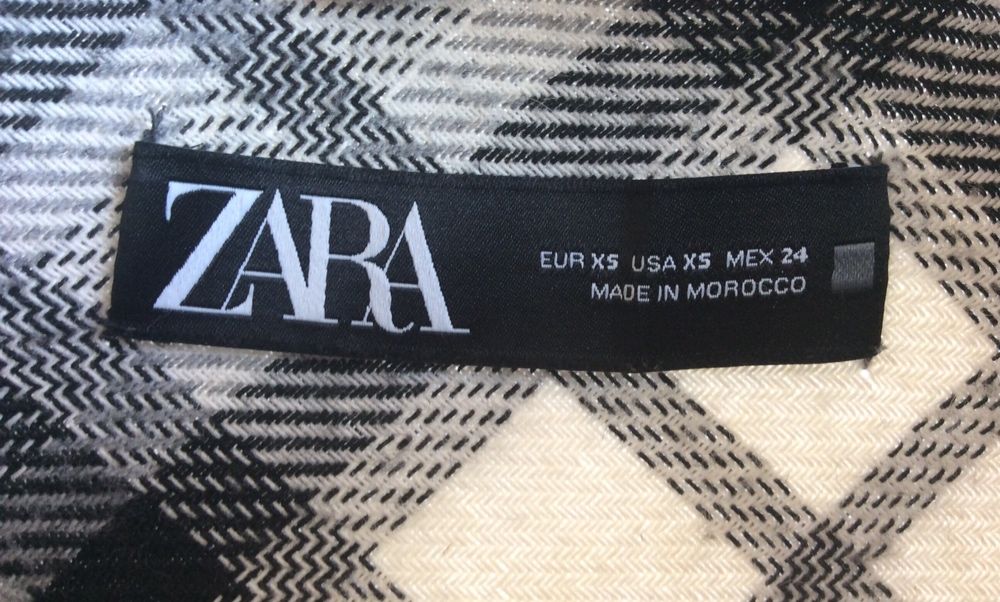 ZARA
EUR XS USA XS MEX 24
MADE IN MOROCCO